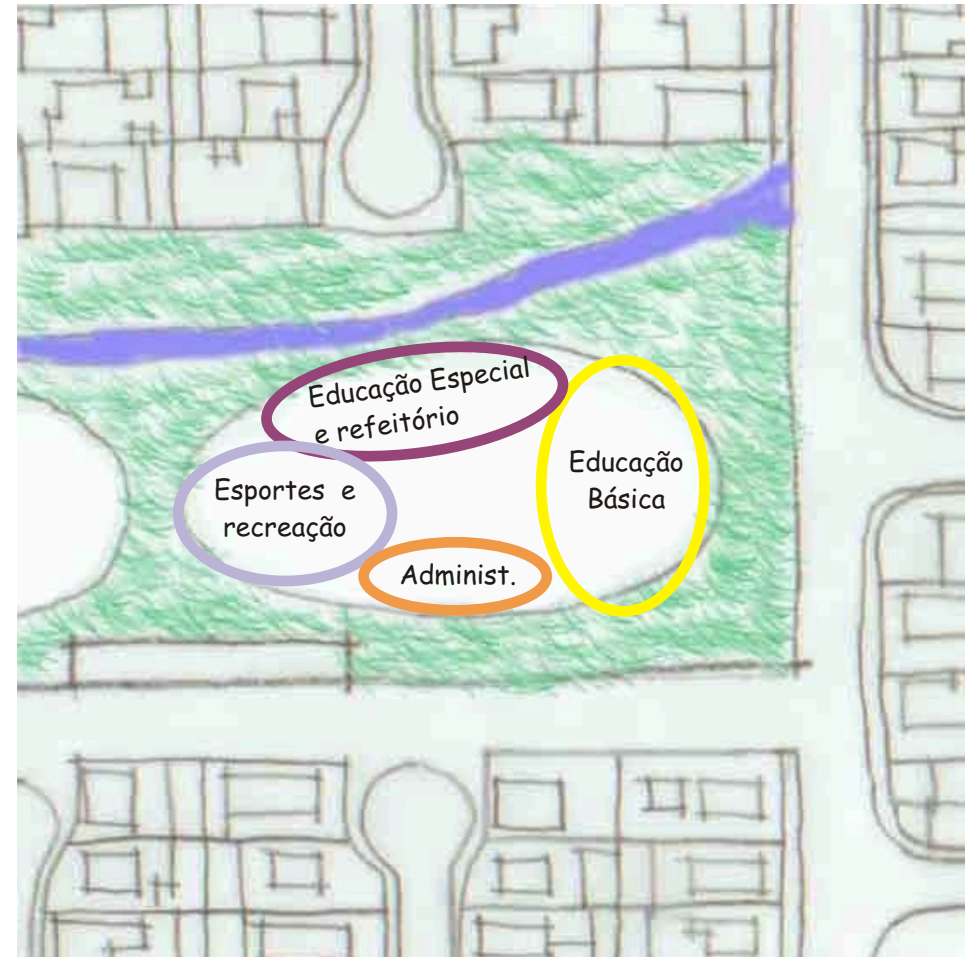 Educação Especial
e refeitório
Educação
Básica
Esportes e
recreação
Administ.